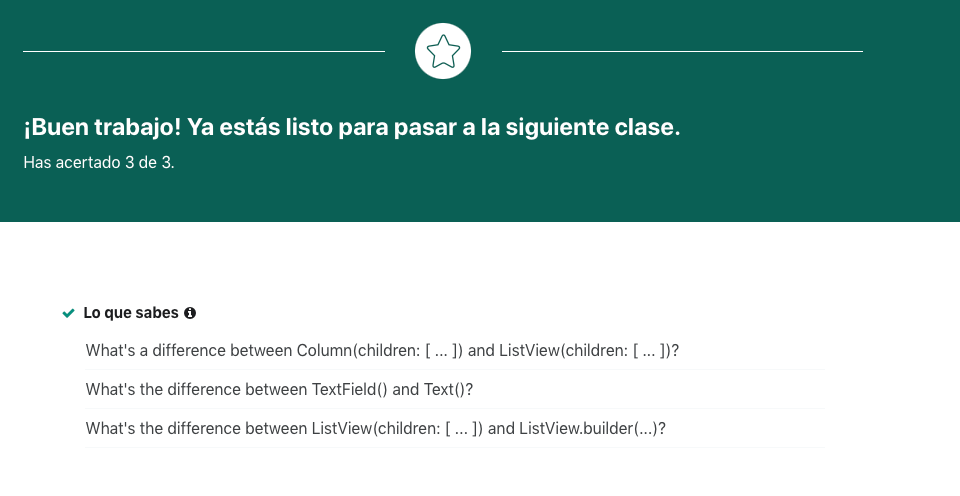 ¡Buen trabajo! Ya estás listo para pasar a la siguiente clase.
Has acertado 3 de 3.
Lo que sabes
What's a difference between Column(children: [ ... ]) and ListView(children: [ ... ])?
What's the difference between TextField() and Text()?
What's the difference between ListView(children: [ ... ]) and ListView.builder(...)?